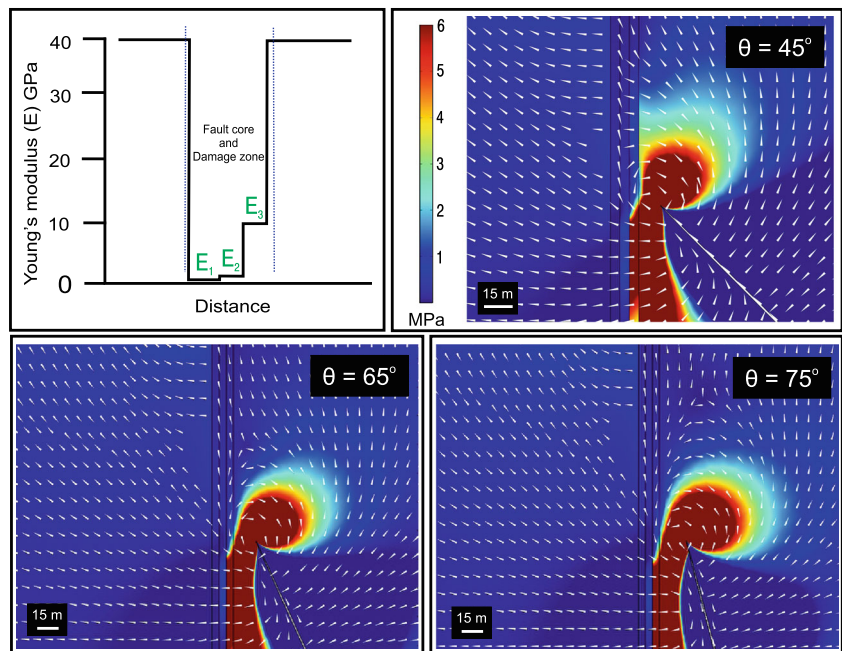 Young's modulus (E) GPa
40
30
20
10
0
Fault core
and
Damage zone
E₁
E₂
E₃
Distance
6
5
4
3
2
1
MPa
θ = 45°
15 m
θ = 65°
15 m
θ = 75°
15 m